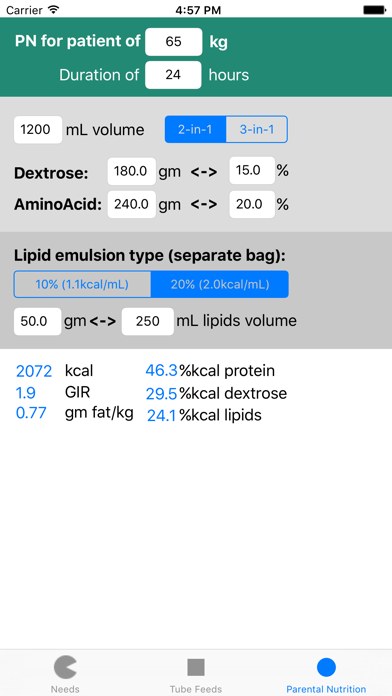 Carrier 4:57 PM
PN for patient of 65 kg
Duration of 24 hours
1200 mL volume 2-in-1 3-in-1
Dextrose: 180.0 gm <-> 15.0 %
AminoAcid: 240.0 gm <-> 20.0 %
Lipid emulsion type (separate bag):
10% (1.1kcal/mL) 20% (2.0kcal/mL)
50.0 gm<-> 250 mL lipids volume
2072 kcal 46.3%kcal protein
1.9 GIR 29.5%kcal dextrose
0.77 gm fat/kg 24.1%kcal lipids
Needs Tube Feeds Parental Nutrition